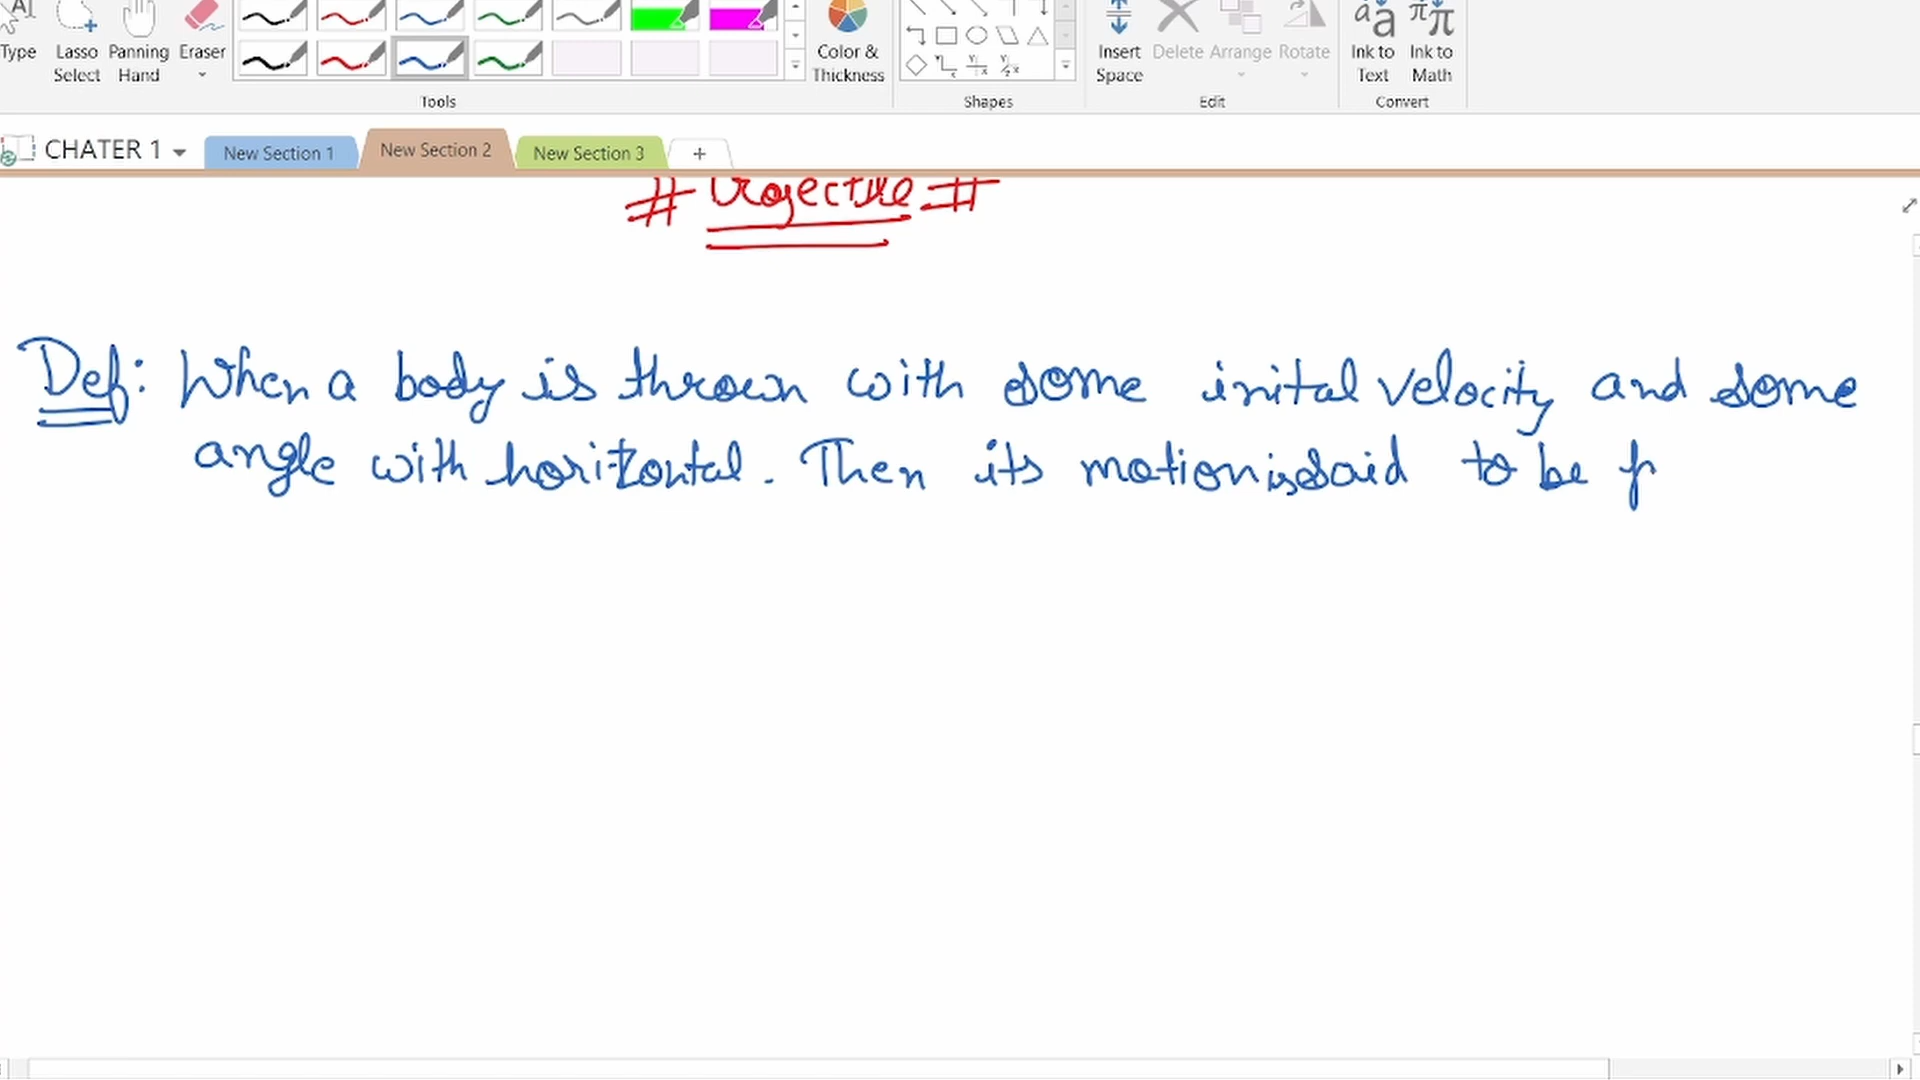 Type
Lasso Select
Panning Hand
Eraser
Color & Thickness
Insert Space
Delete
Arrange
Rotate
Ink to Text
Ink to Math
Tools
Shapes
Edit
Convert
CHATER 1 New Section 1 New Section 2 New Section 3 +
# Projectile #
Def: When a body is thrown with some inital velocity and some
angle with horizontal. Then its motion is said to be p